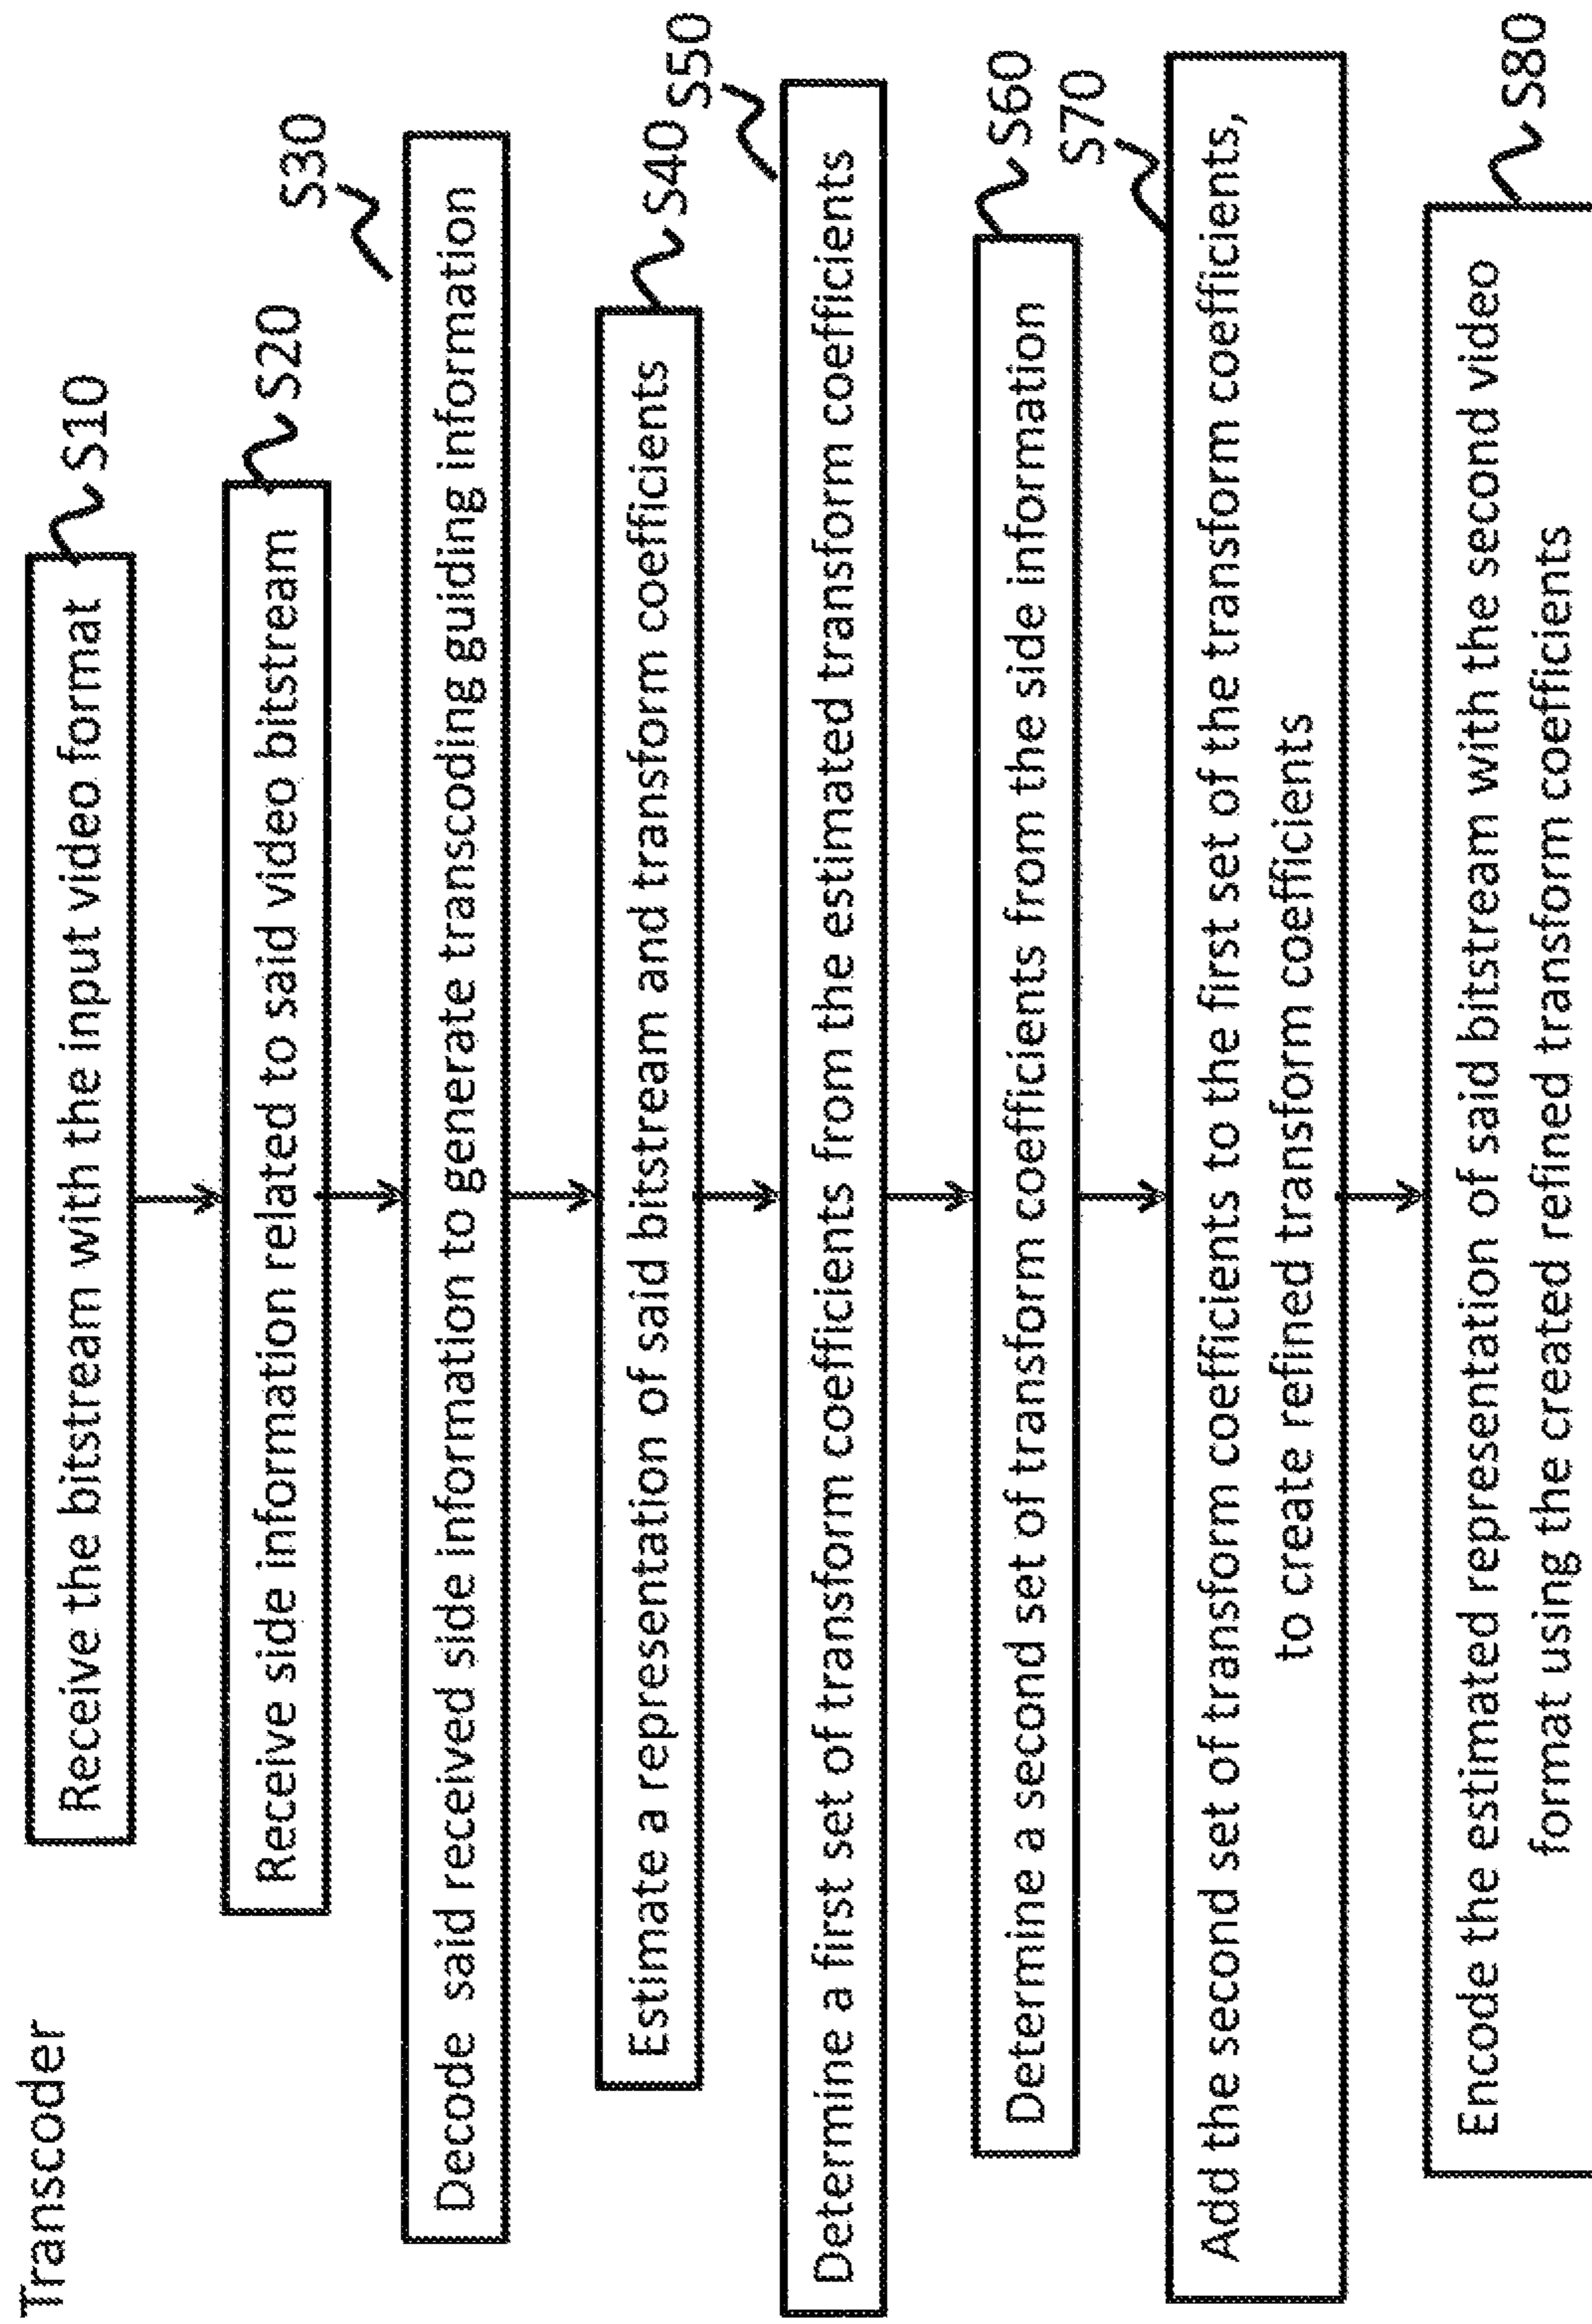 Transcoder
Receive the bitstream with the input video format
S10
Receive side information related to said video bitstream
S20
Decode said received side information to generate transcoding guiding information
S30
Estimate a representation of said bitstream and transform coefficients
S40
Determine a first set of transform coefficients from the estimated transform coefficients
S50
Determine a second set of transform coefficients from the side information
S60
Add the second set of transform coefficients to the first set of the transform coefficients,
to create refined transform coefficients
S70
Encode the estimated representation of said bitstream with the second video
format using the created refined transform coefficients
S80